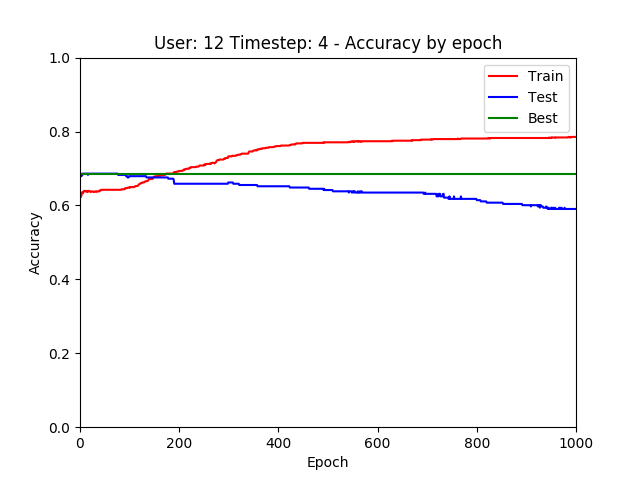 User: 12 Timestep: 4 - Accuracy by epoch
1.0
Train
Test
Best
0.8
0.6
0.4
0.2
0.0
Accuracy
0 200 400 600 800 1000
Epoch